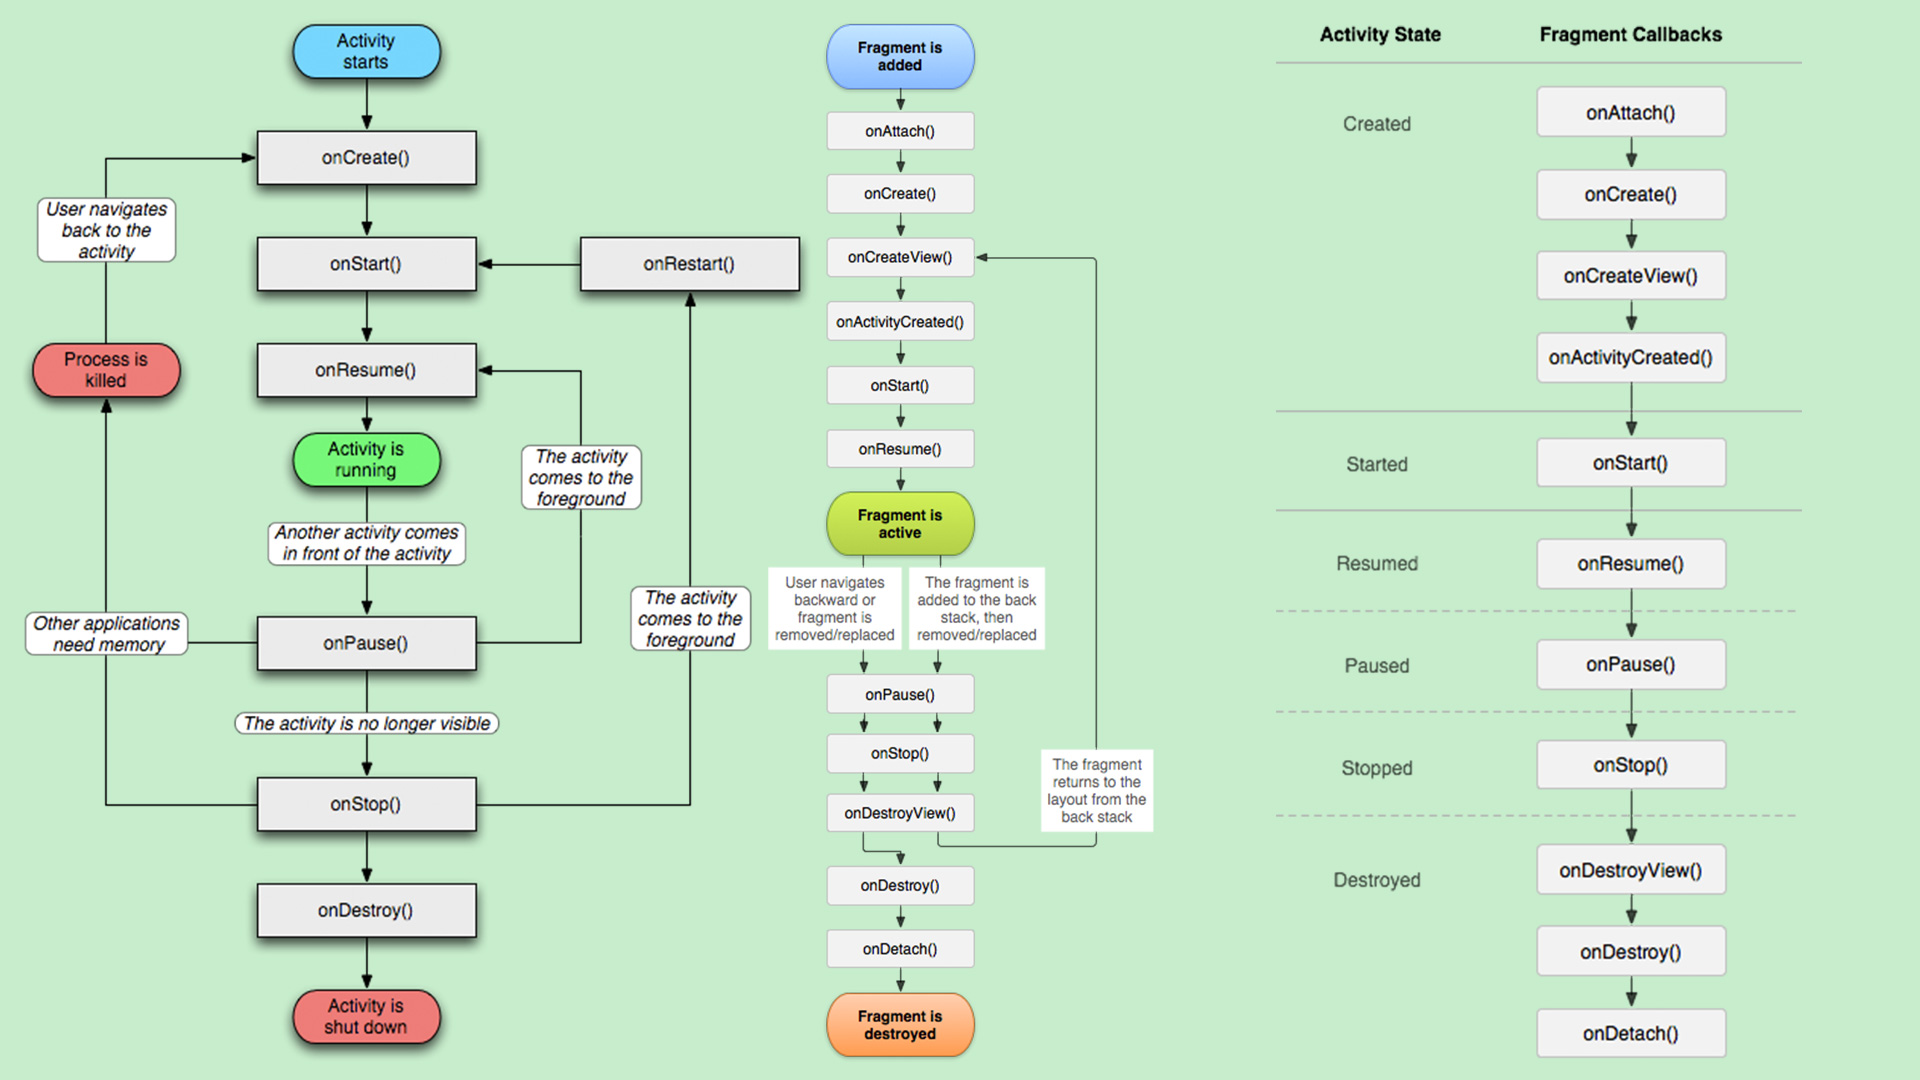 Activity
starts
onCreate()
User navigates
back to the
activity
onStart()
onRestart()
Process is
killed
onResume()
Activity is
running
The activity
comes to the
foreground
Another activity comes
in front of the activity
Other applications
need memory
onPause()
The activity
comes to the
foreground
The activity is no longer visible
onStop()
onDestroy()
Activity is
shut down
Fragment is
added
onAttach()
onCreate()
onCreateView()
onActivityCreated()
onStart()
onResume()
Fragment is
active
User navigates
backward or
fragment is
removed/replaced
The fragment is
added to the back
stack, then
removed/replaced
onPause()
onStop()
onDestroyView()
The fragment
returns to the
layout from the
back stack
onDestroy()
onDetach()
Fragment is
destroyed
Activity State
Fragment Callbacks
Created
onAttach()
onCreate()
onCreateView()
onActivityCreated()
Started
onStart()
Resumed
onResume()
Paused
onPause()
Stopped
onStop()
Destroyed
onDestroyView()
onDestroy()
onDetach()